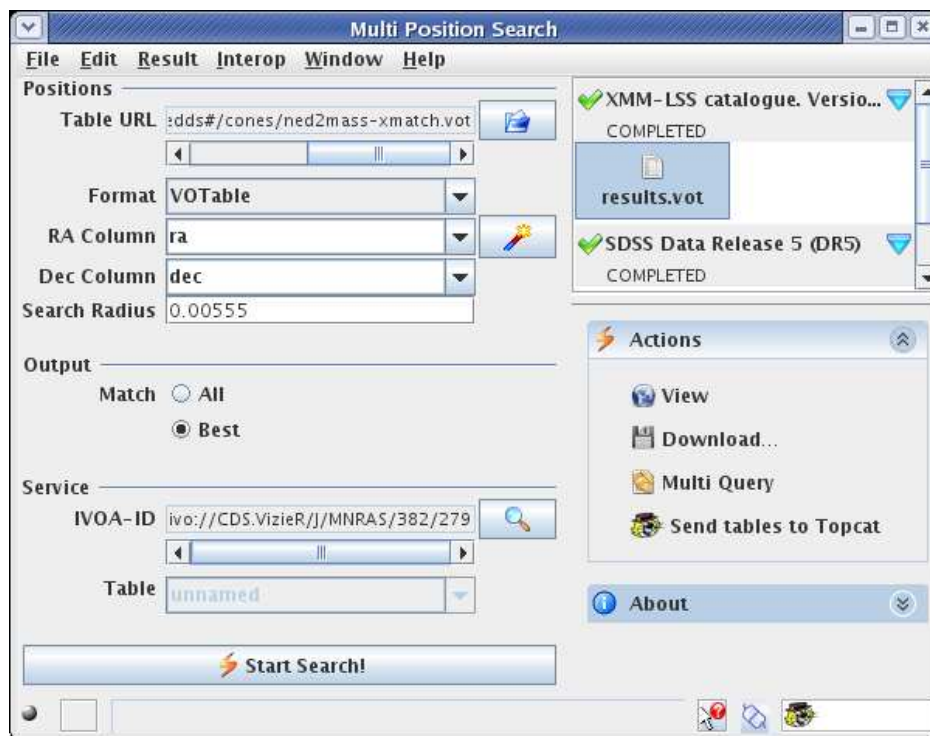 Multi Position Search
File Edit Result Interop Window Help
Positions
Table URL :dds#/cones/ned2mass-xmatch.vot
Format VOTable
RA Column ra
Dec Column dec
Search Radius 0.00555
Output
Match All
Best
Service
IVOA-ID ivo://CDS.VizieR/J/MNRAS/382/279
Table unnamed
Start Search!
XMM-LSS catalogue. Versio...
COMPLETED
results.vot
SDSS Data Release 5 (DR5)
COMPLETED
Actions
View
Download...
Multi Query
Send tables to Topcat
About